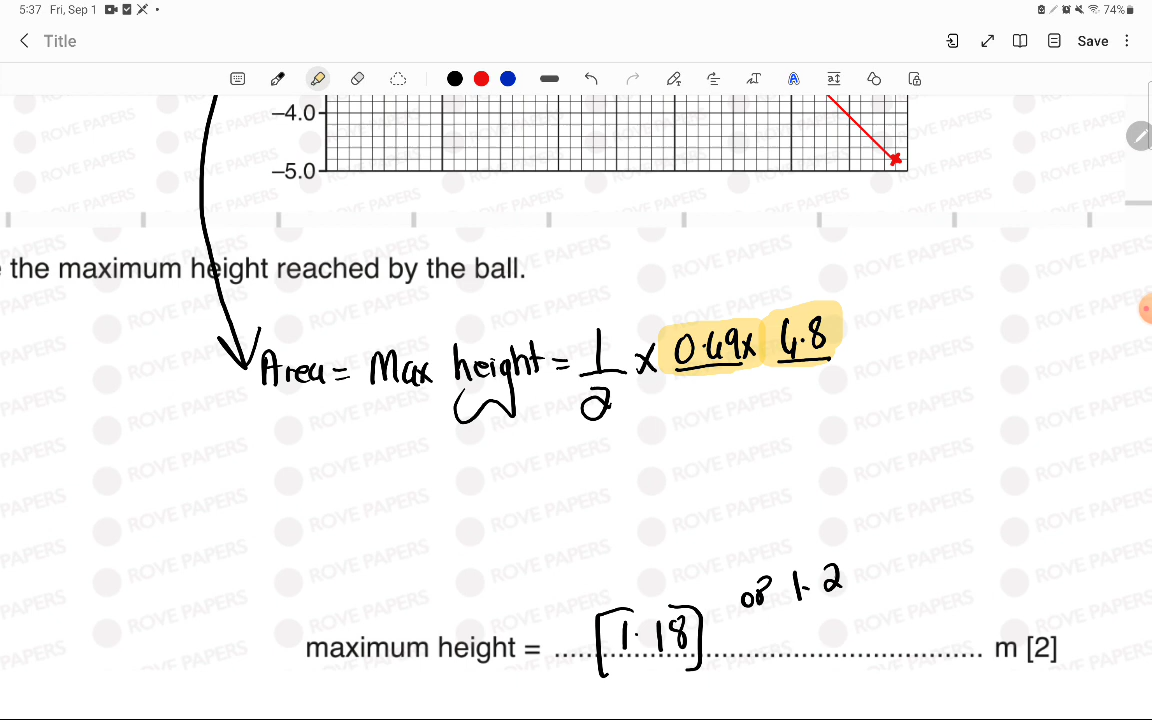 5:37 Fri, Sep 1
74%
Title
Save
-4.0
-5.0
the maximum height reached by the ball.
Area = Max height = 1/2 x 0.49 x 4.8
or 1.2
maximum height = [1.18] m [2]
ROVE PAPERS